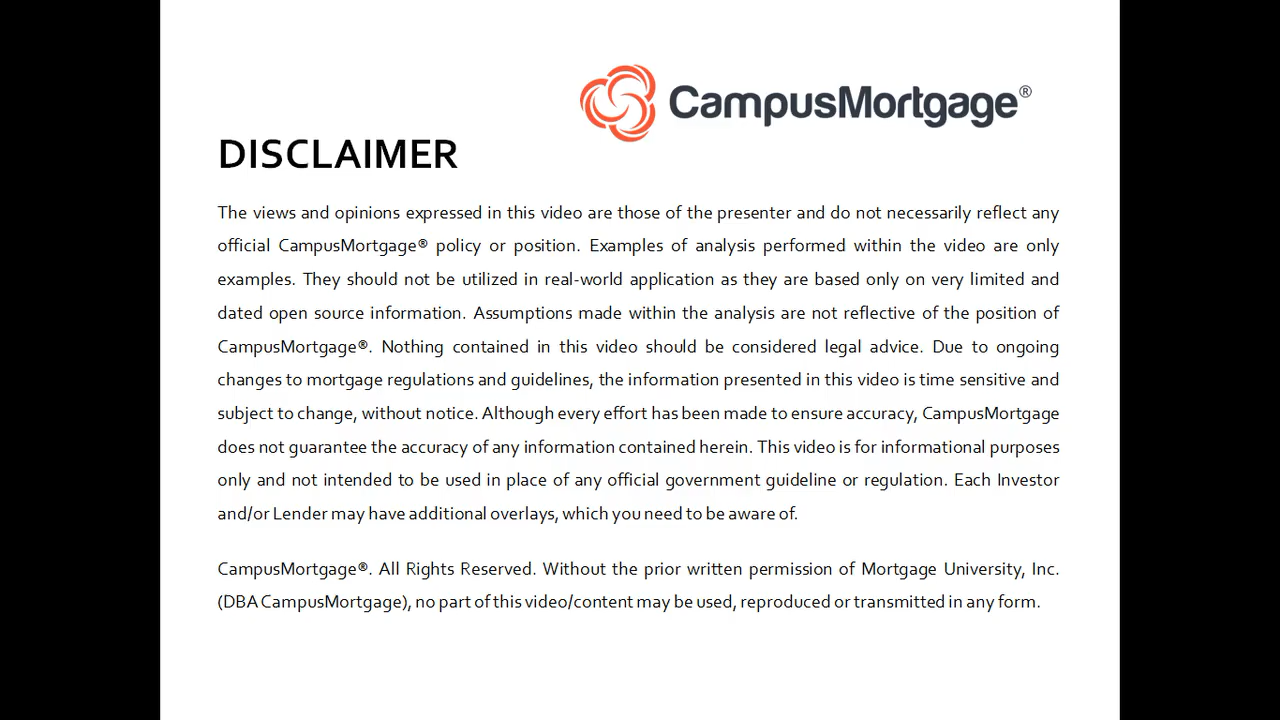 CampusMortgage®
DISCLAIMER
The views and opinions expressed in this video are those of the presenter and do not necessarily reflect any
official CampusMortgage® policy or position. Examples of analysis performed within the video are only
examples. They should not be utilized in real-world application as they are based only on very limited and
dated open source information. Assumptions made within the analysis are not reflective of the position of
CampusMortgage®. Nothing contained in this video should be considered legal advice. Due to ongoing
changes to mortgage regulations and guidelines, the information presented in this video is time sensitive and
subject to change, without notice. Although every effort has been made to ensure accuracy, CampusMortgage
does not guarantee the accuracy of any information contained herein. This video is for informational purposes
only and not intended to be used in place of any official government guideline or regulation. Each Investor
and/or Lender may have additional overlays, which you need to be aware of.
CampusMortgage®. All Rights Reserved. Without the prior written permission of Mortgage University, Inc.
(DBA CampusMortgage), no part of this video/content may be used, reproduced or transmitted in any form.